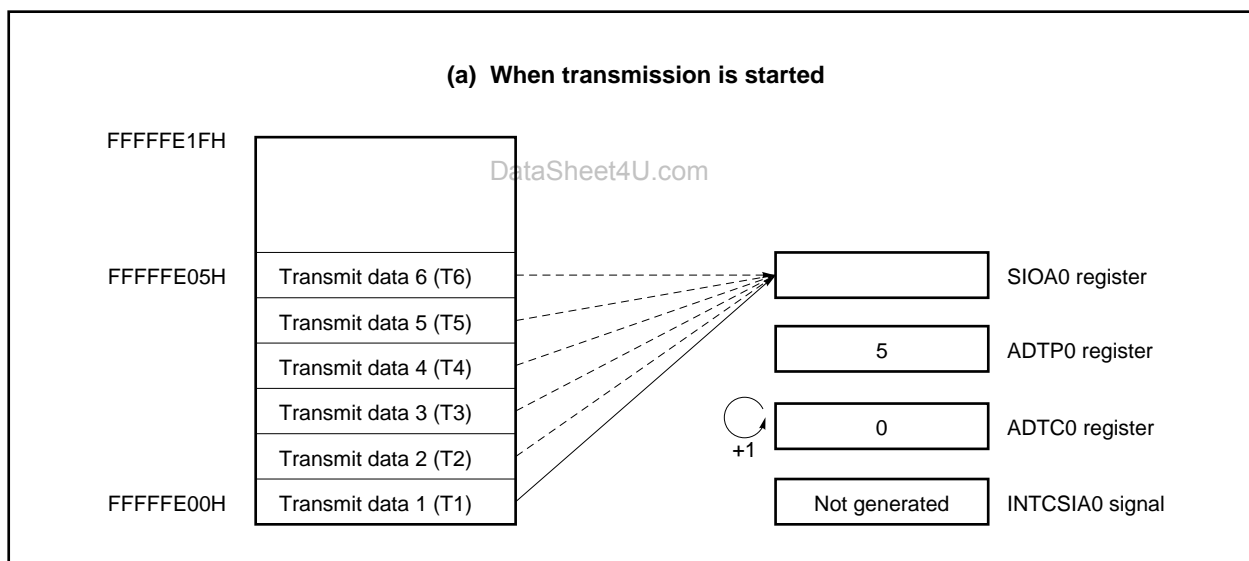 (a) When transmission is started
FFFFFE1FH
DataSheet4U.com
FFFFFE05H
Transmit data 6 (T6)
SIOA0 register
Transmit data 5 (T5)
5
ADTP0 register
Transmit data 4 (T4)
Transmit data 3 (T3)
0
ADTC0 register
+1
Transmit data 2 (T2)
FFFFFE00H
Transmit data 1 (T1)
Not generated
INTCSIA0 signal